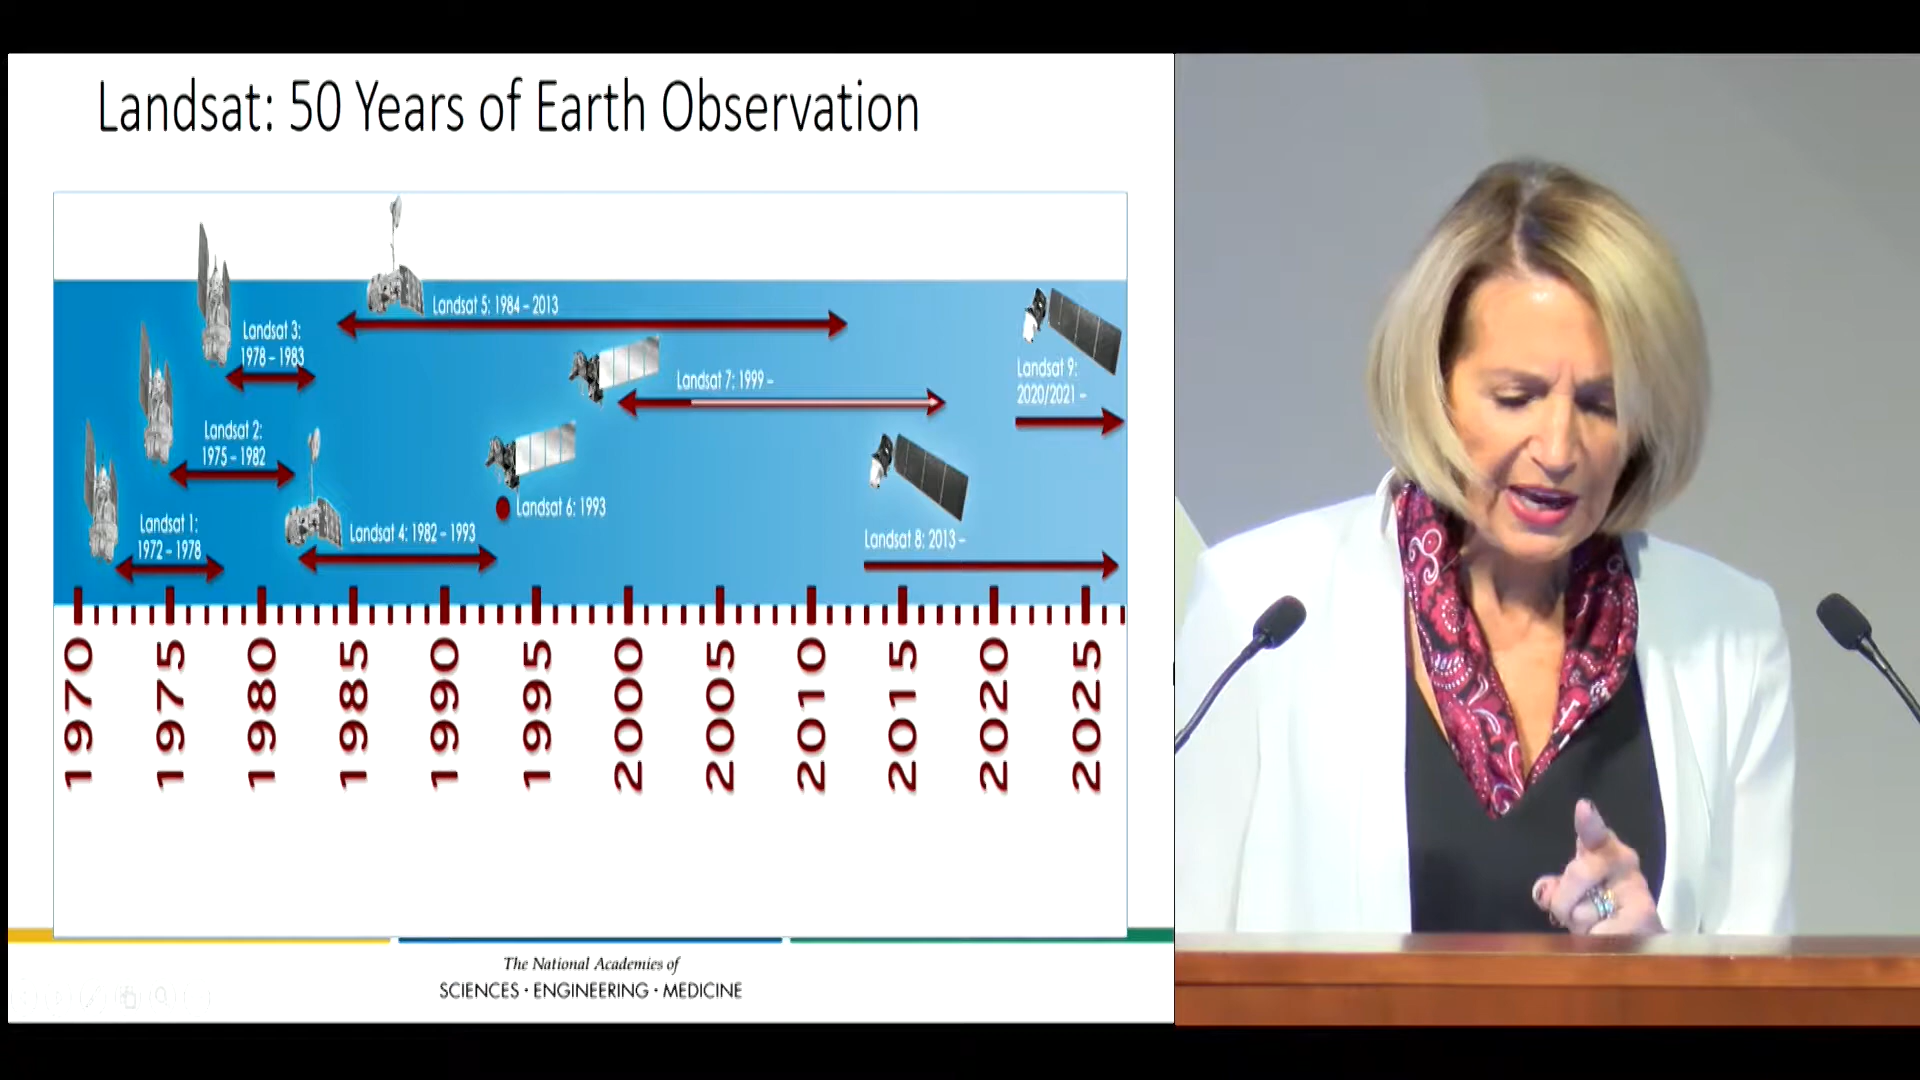 Landsat: 50 Years of Earth Observation
Landsat 5: 1984 – 2013
Landsat 3:
1978 – 1983
Landsat 7: 1999 –
Landsat 9:
2020/2021 –
Landsat 2:
1975 – 1982
Landsat 6: 1993
Landsat 1:
1972 – 1978
Landsat 4: 1982 – 1993
Landsat 8: 2013 –
1970 1975 1980 1985 1990 1995 2000 2005 2010 2015 2020 2025
The National Academies of
SCIENCES · ENGINEERING · MEDICINE